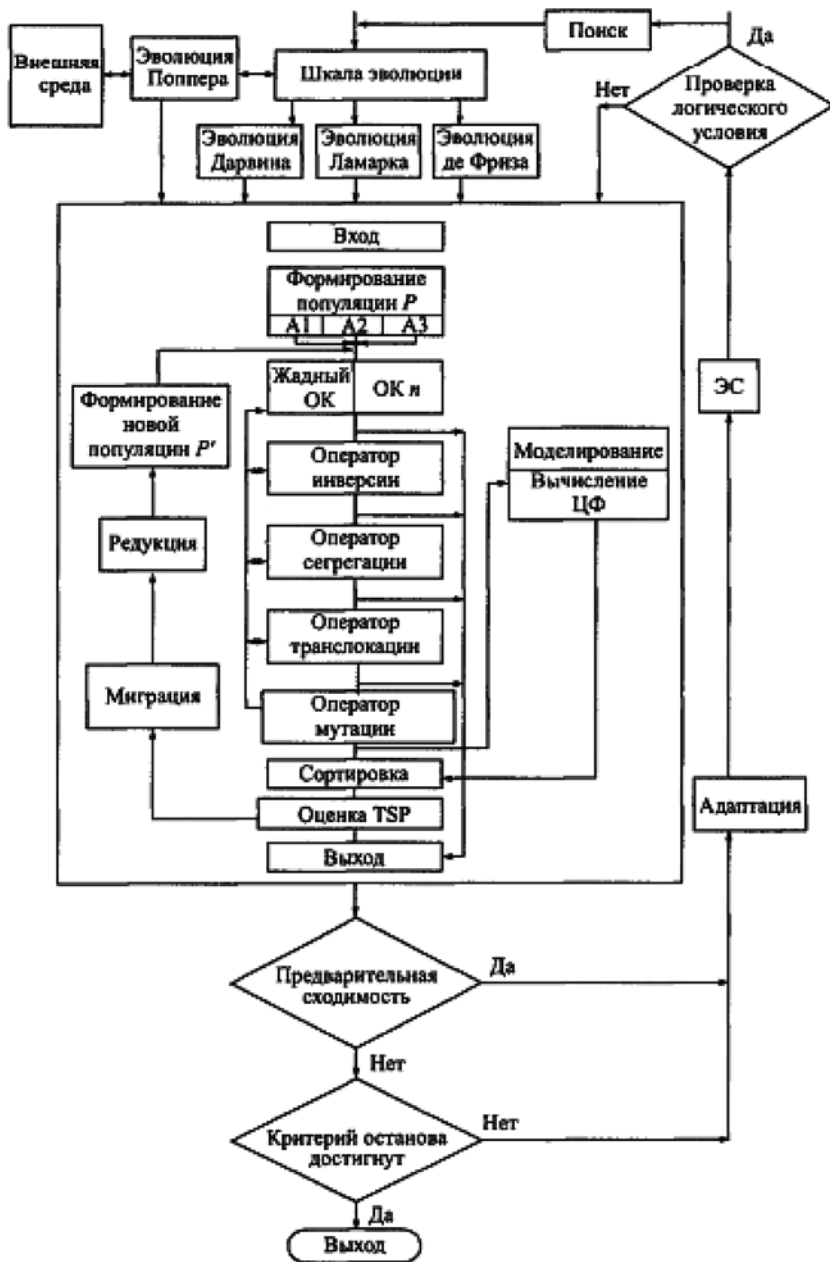 Да
Поиск
Внешняя
среда
Эволюция
Поппера
Шкала эволюции
Нет
Проверка
логического
условия
Эволюция
Дарвина
Эволюция
Ламарка
Эволюция
де Фриза
Вход
Формирование
популяции P
А1 А2 А3
Жадный
ОК
ОК n
ЭС
Формирование
новой
популяции P'
Моделирование
Вычисление
ЦФ
Оператор
инверсии
Редукция
Оператор
сегрегации
Оператор
транслокации
Миграция
Оператор
мутации
Сортировка
Адаптация
Оценка TSP
Выход
Предварительная
сходимость
Да
Нет
Критерий останова
достигнут
Нет
Да
Выход